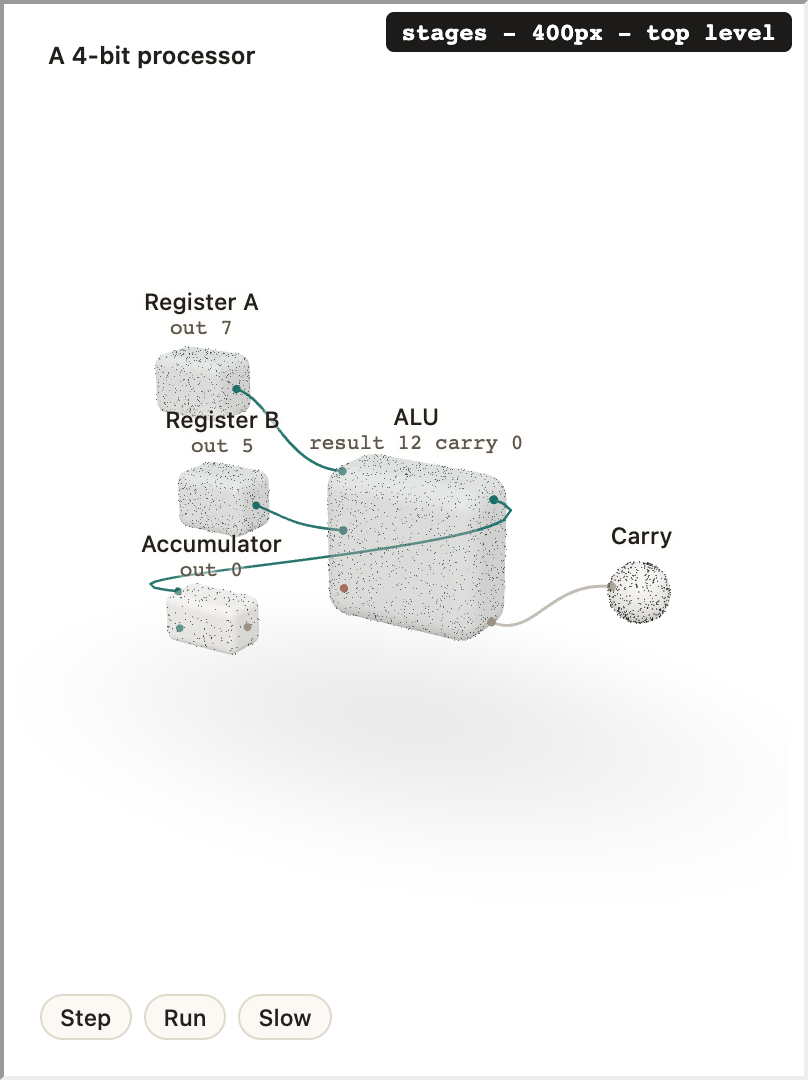 stages – 400px – top level
A 4-bit processor
Register A
out 7
Register B
out 5
ALU
result 12 carry 0
Accumulator
out 0
Carry
Step
Run
Slow